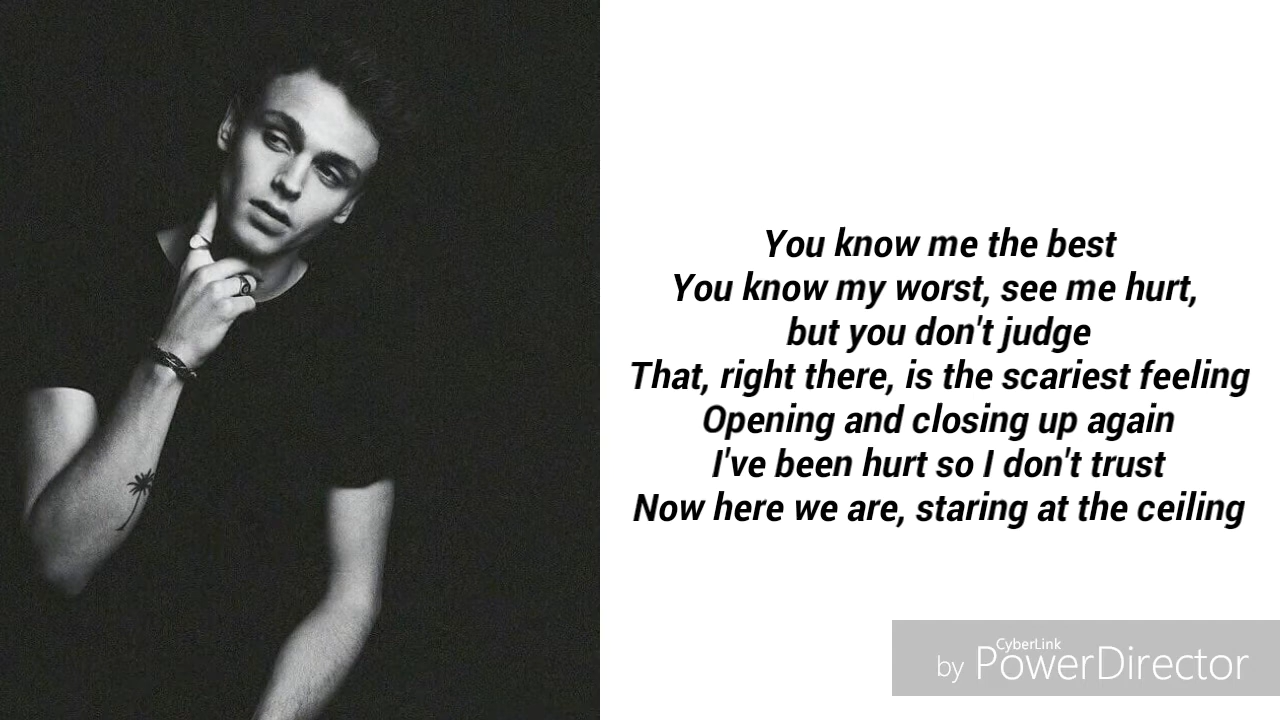 You know me the best
You know my worst, see me hurt,
but you don't judge
That, right there, is the scariest feeling
Opening and closing up again
I've been hurt so I don't trust
Now here we are, staring at the ceiling
CyberLink
by PowerDirector